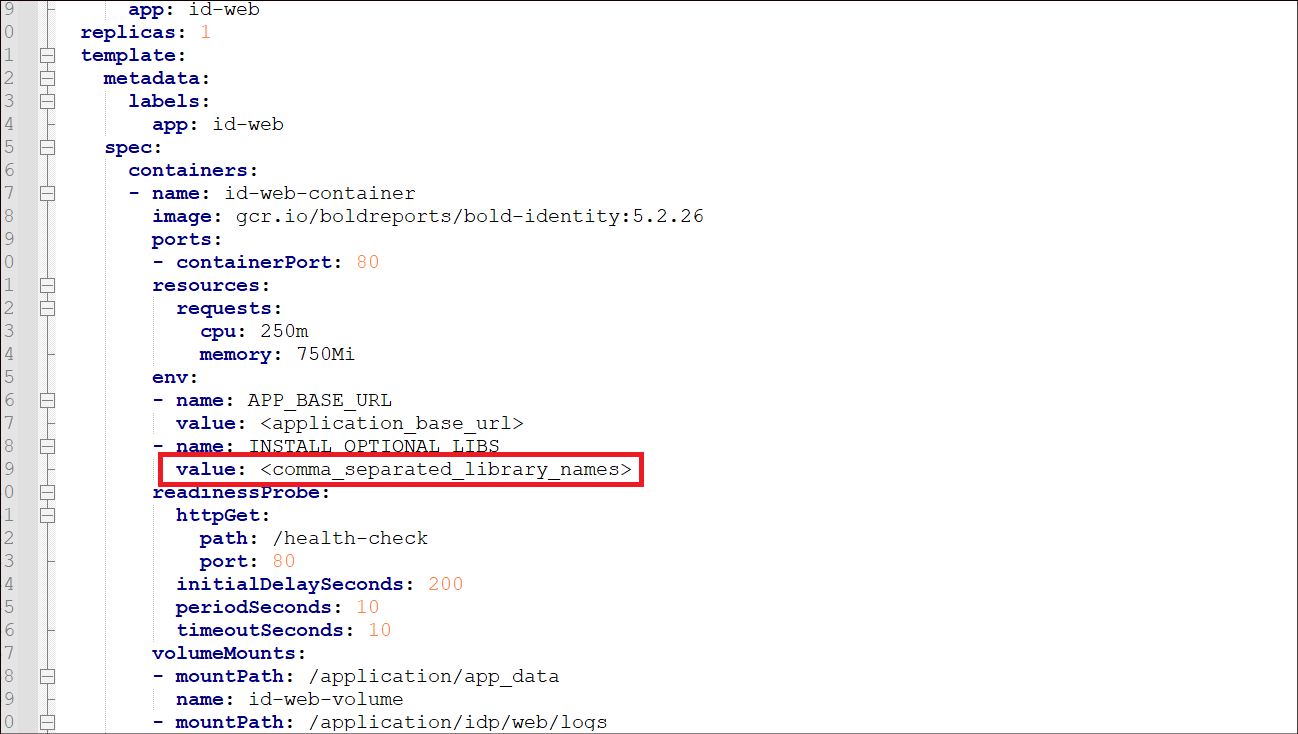 9 app: id-web
0 replicas: 1
1 template:
2 metadata:
3 labels:
4 app: id-web
5 spec:
6 containers:
7 - name: id-web-container
8 image: gcr.io/boldreports/bold-identity:5.2.26
9 ports:
0 - containerPort: 80
1 resources:
2 requests:
3 cpu: 250m
4 memory: 750Mi
5 env:
6 - name: APP_BASE_URL
7 value: <application_base_url>
8 - name: INSTALL_OPTIONAL_LIBS
9 value: <comma_separated_library_names>
0 readinessProbe:
1 httpGet:
2 path: /health-check
3 port: 80
4 initialDelaySeconds: 200
5 periodSeconds: 10
6 timeoutSeconds: 10
7 volumeMounts:
8 - mountPath: /application/app_data
9 name: id-web-volume
0 - mountPath: /application/idp/web/logs